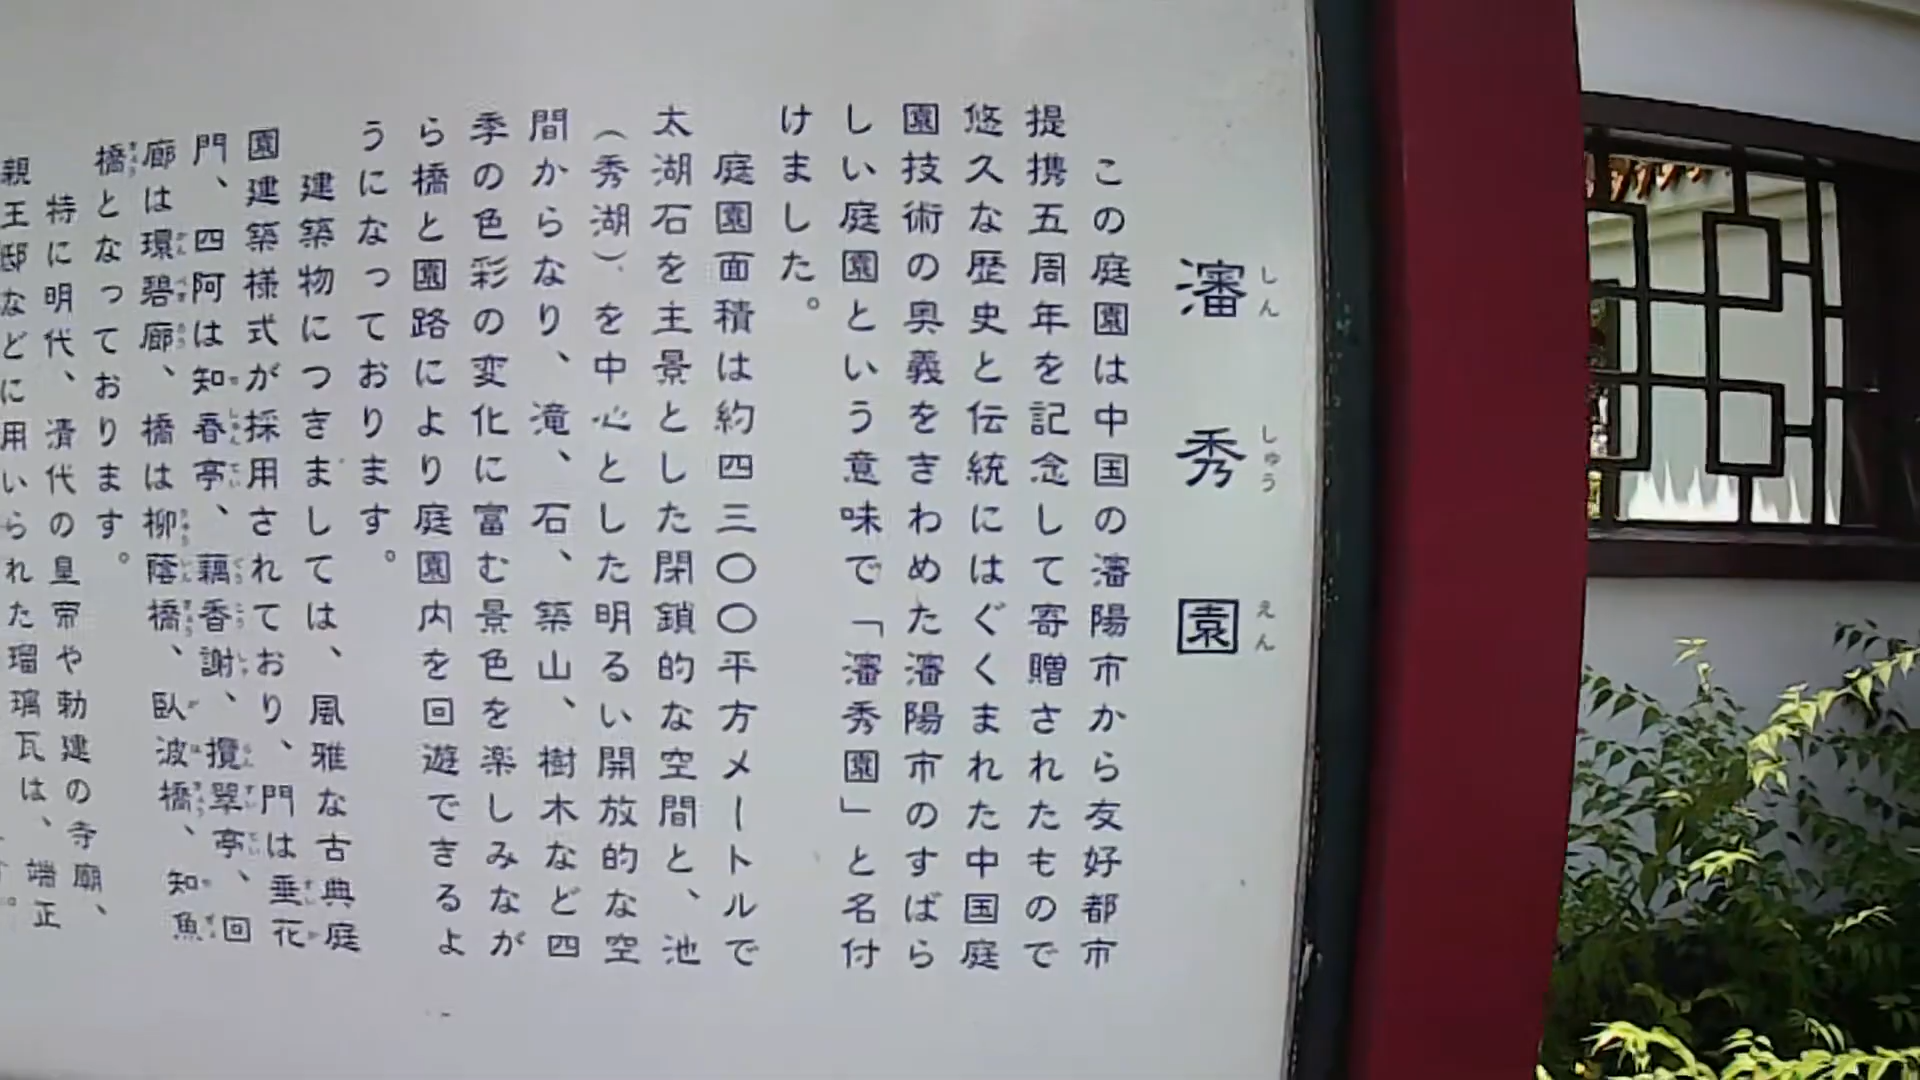 瀋秀園
しんしゅうえん
この庭園は中国の瀋陽市から友好都市
提携五周年を記念して寄贈されたもので
悠久な歴史と伝統にはぐくまれた中国庭
園技術の奥義をきわめた瀋陽市のすばら
しい庭園という意味で「瀋秀園」と名付
けました。
庭園面積は約四三〇〇平方メートルで
太湖石を主景とした閉鎖的な空間と、池
（秀湖）を中心とした明るい開放的な空
間からなり、滝、石、築山、樹木など四
季の色彩の変化に富む景色を楽しみなが
ら橋と園路により庭園内を回遊できるよ
うになっております。
建築物につきましては、風雅な古典庭
園建築様式が採用されており、門は垂花
門、四阿は知春亭、藕香謝、攬翠亭、回
廊は環碧廊、橋は柳蔭橋、臥波橋、知魚
橋となっております。
特に明代、清代の皇帝や勅建の寺廟、
親王邸などに用いられた瑠璃瓦は、端正